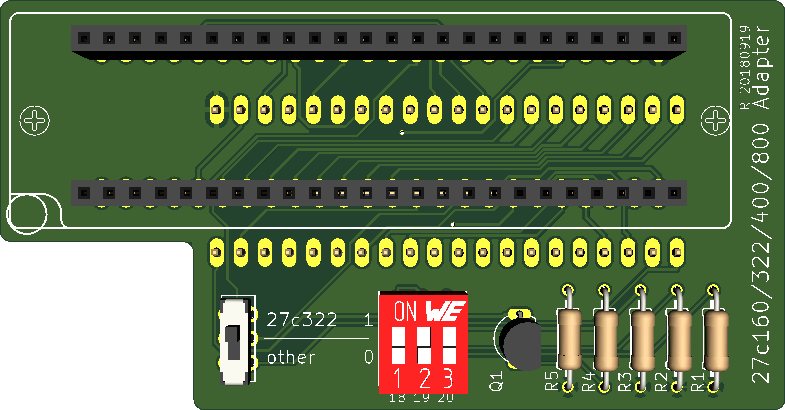 R 20180919
27c160/322/400/800 Adapter
27c322 1
other 0
ON WE
1 2 3
18 19 20
Q1
R5
R4
R3
R2
R1